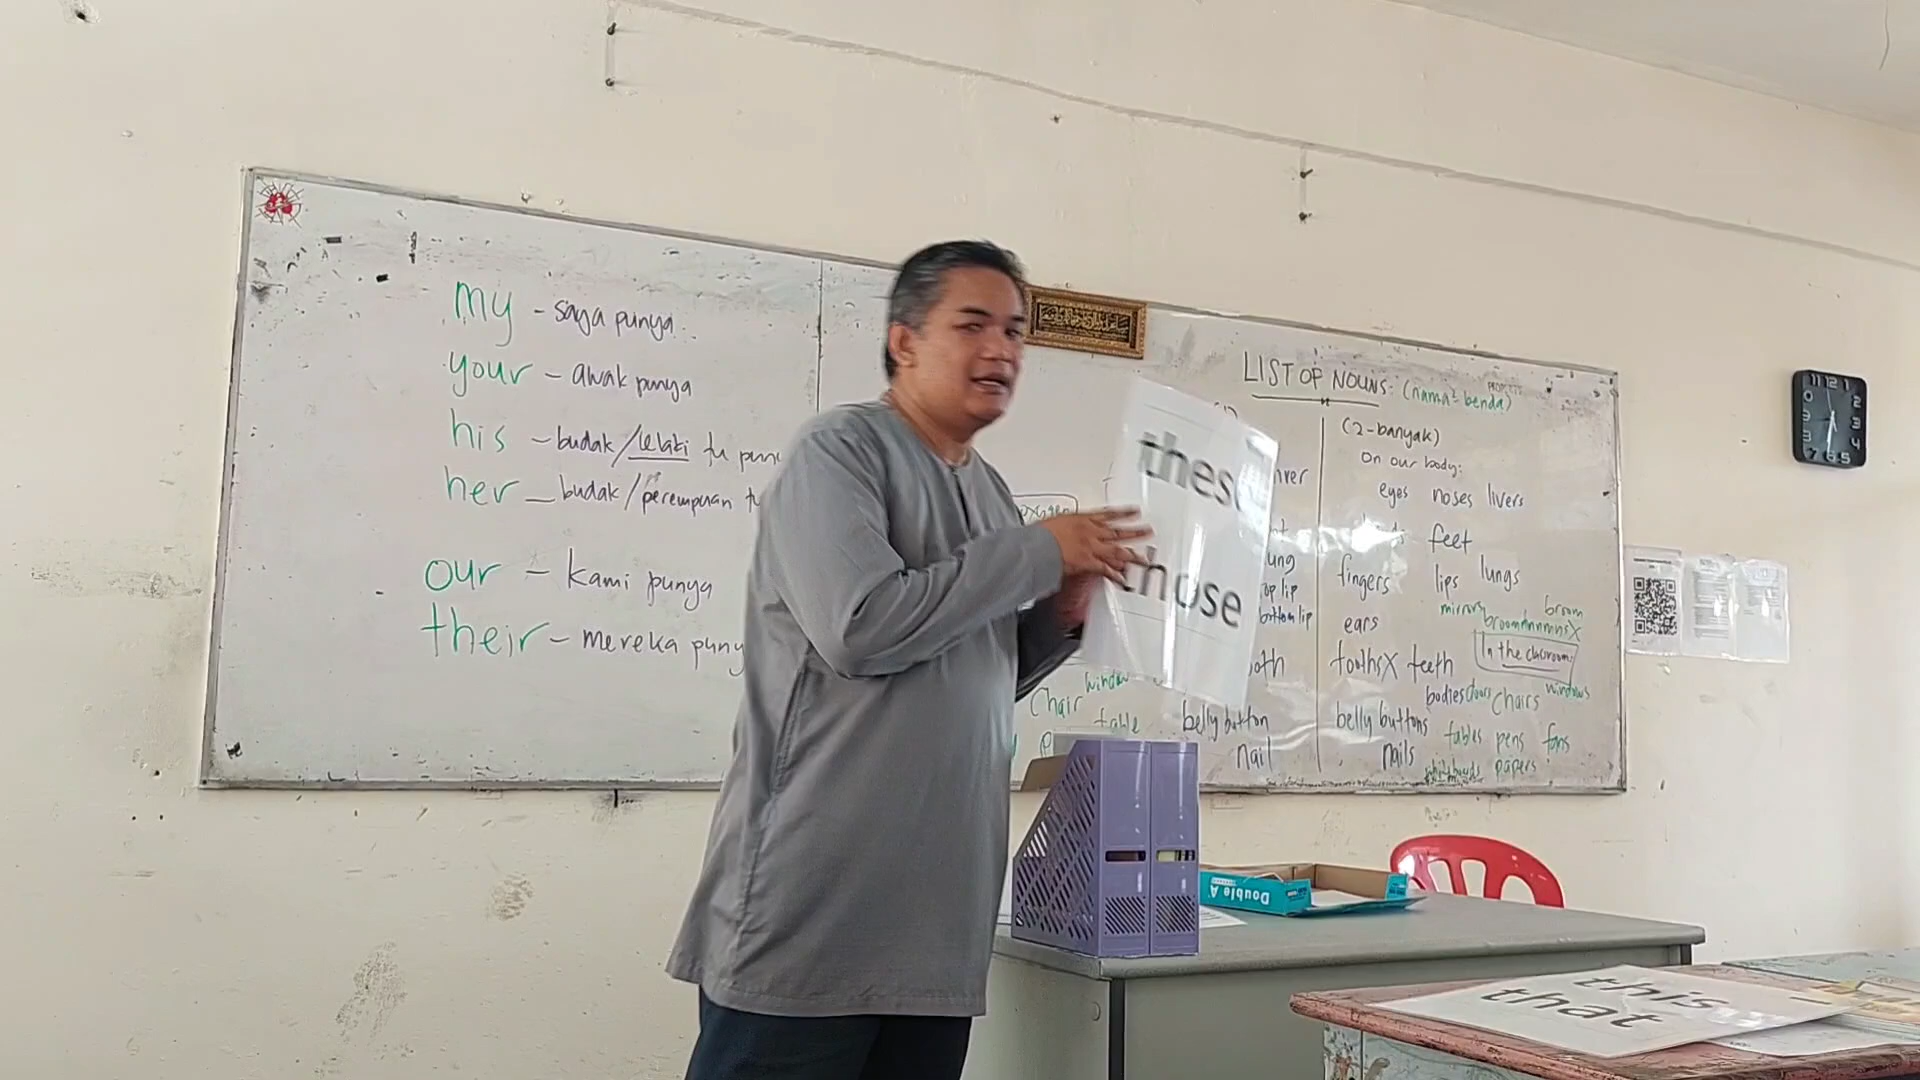 my - saya punya
your - awak punya
his - budak/lelaki tu
her - budak/perempuan
our - kami punya
their - mereka
these
those
LIST OF NOUNS: (nama²-benda)
(2-banyak)
on our body:
eyes noses livers
feet
lung
fingers lips lungs
top lip
bottom lip
mirrors broom
ears
In the classroom:
toothsX teeth
bodies doors chairs windows
Chair window
table
belly button
nail
belly buttons
nails
tables pens fans
papers
Double A
this
that